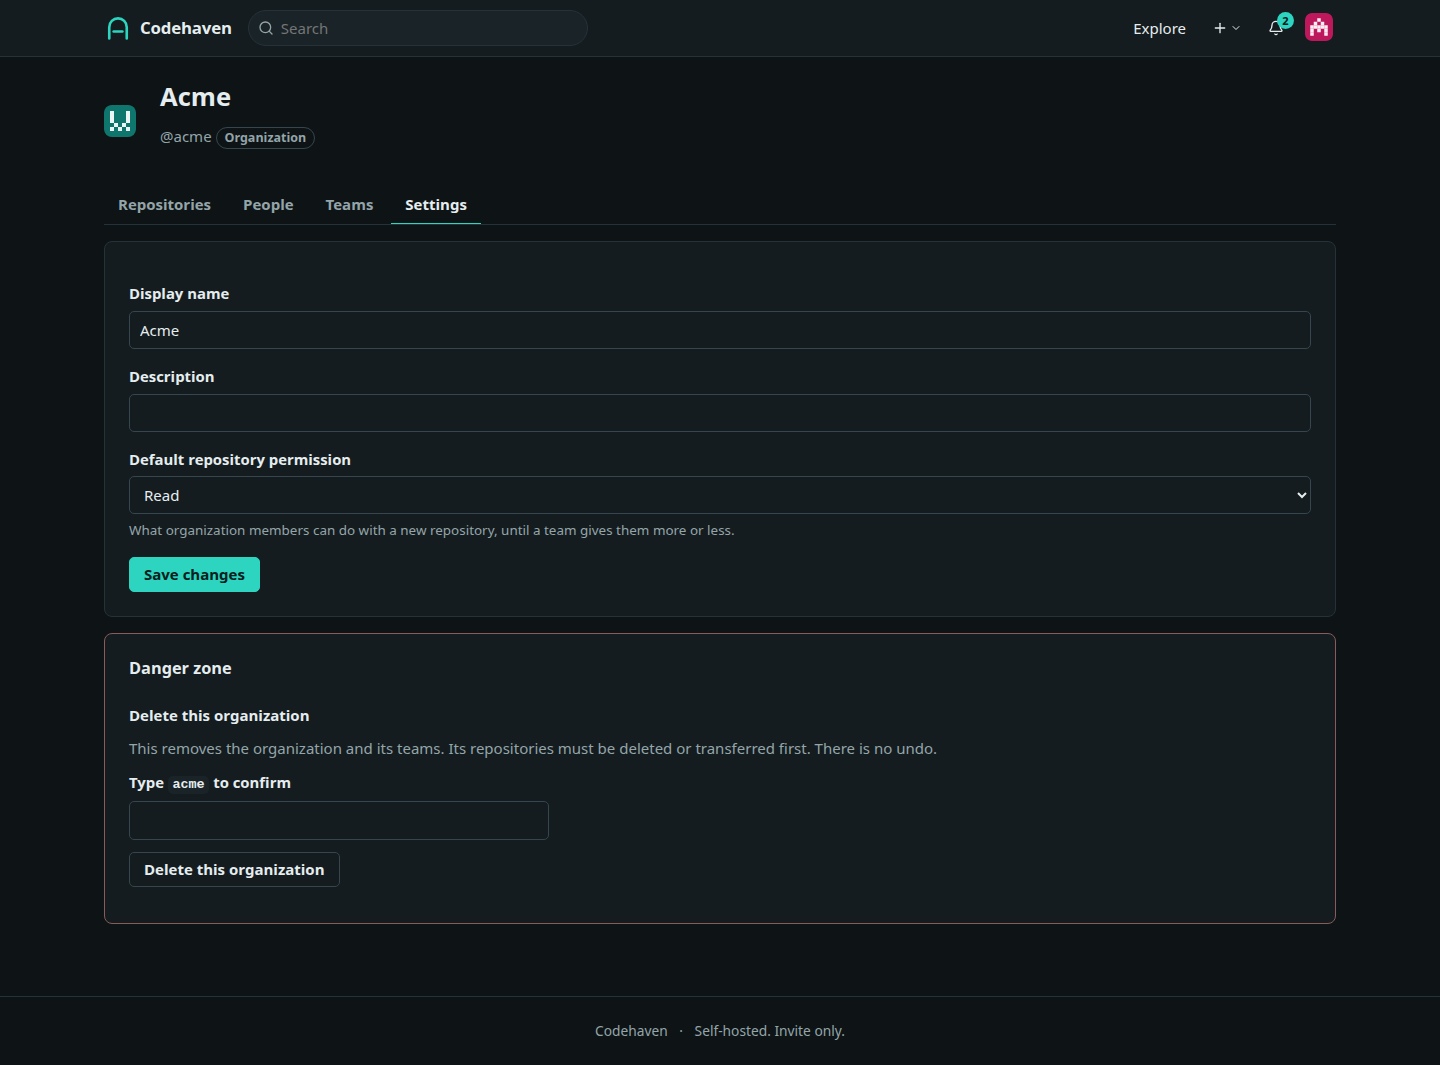 Codehaven
Search
Explore
2
Acme
@acme Organization
Repositories People Teams Settings
Display name
Acme
Description
Default repository permission
Read
What organization members can do with a new repository, until a team gives them more or less.
Save changes
Danger zone
Delete this organization
This removes the organization and its teams. Its repositories must be deleted or transferred first. There is no undo.
Type acme to confirm
Delete this organization
Codehaven · Self-hosted. Invite only.